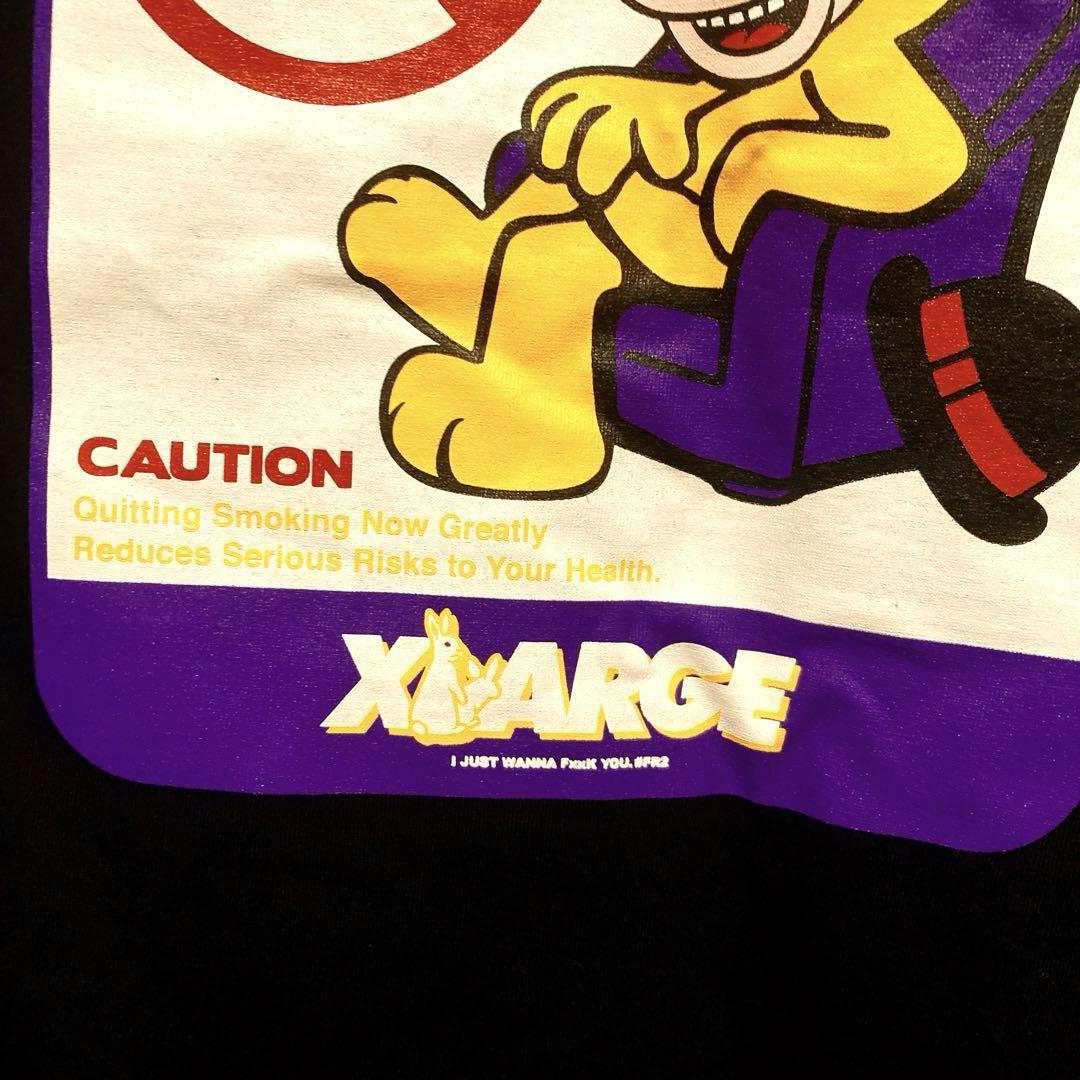 CAUTION
Quitting Smoking Now Greatly
Reduces Serious Risks to Your Health.
XLARGE
I JUST WANNA FxxK YOU. #FR2